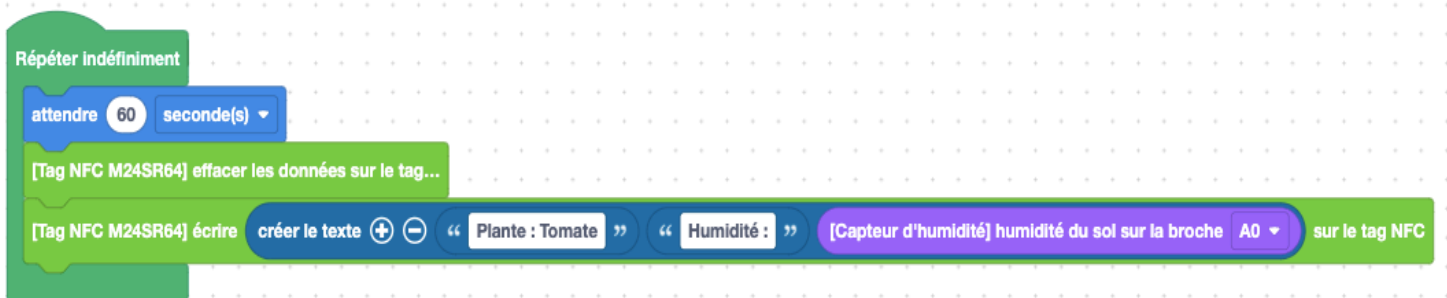 Répéter indéfiniment
attendre 60 seconde(s)
[Tag NFC M24SR64] effacer les données sur le tag...
[Tag NFC M24SR64] écrire créer le texte “ Plante : Tomate ” “ Humidité : ” [Capteur d'humidité] humidité du sol sur la broche A0 sur le tag NFC